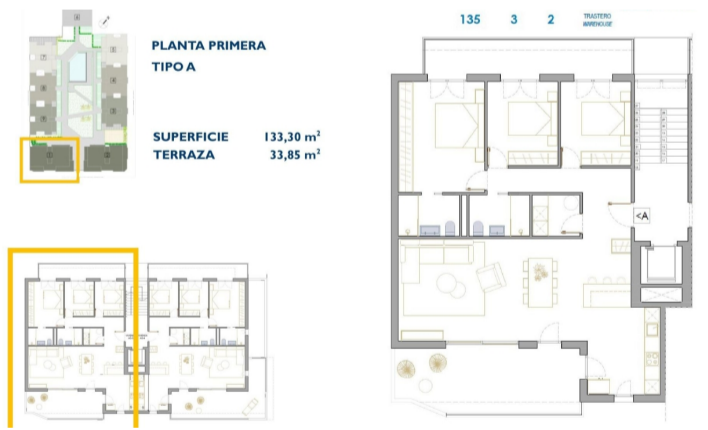 135 3 2 TRASTERO
WAREHOUSE
PLANTA PRIMERA
TIPO A
SUPERFICIE 133,30 m²
TERRAZA 33,85 m²
<A